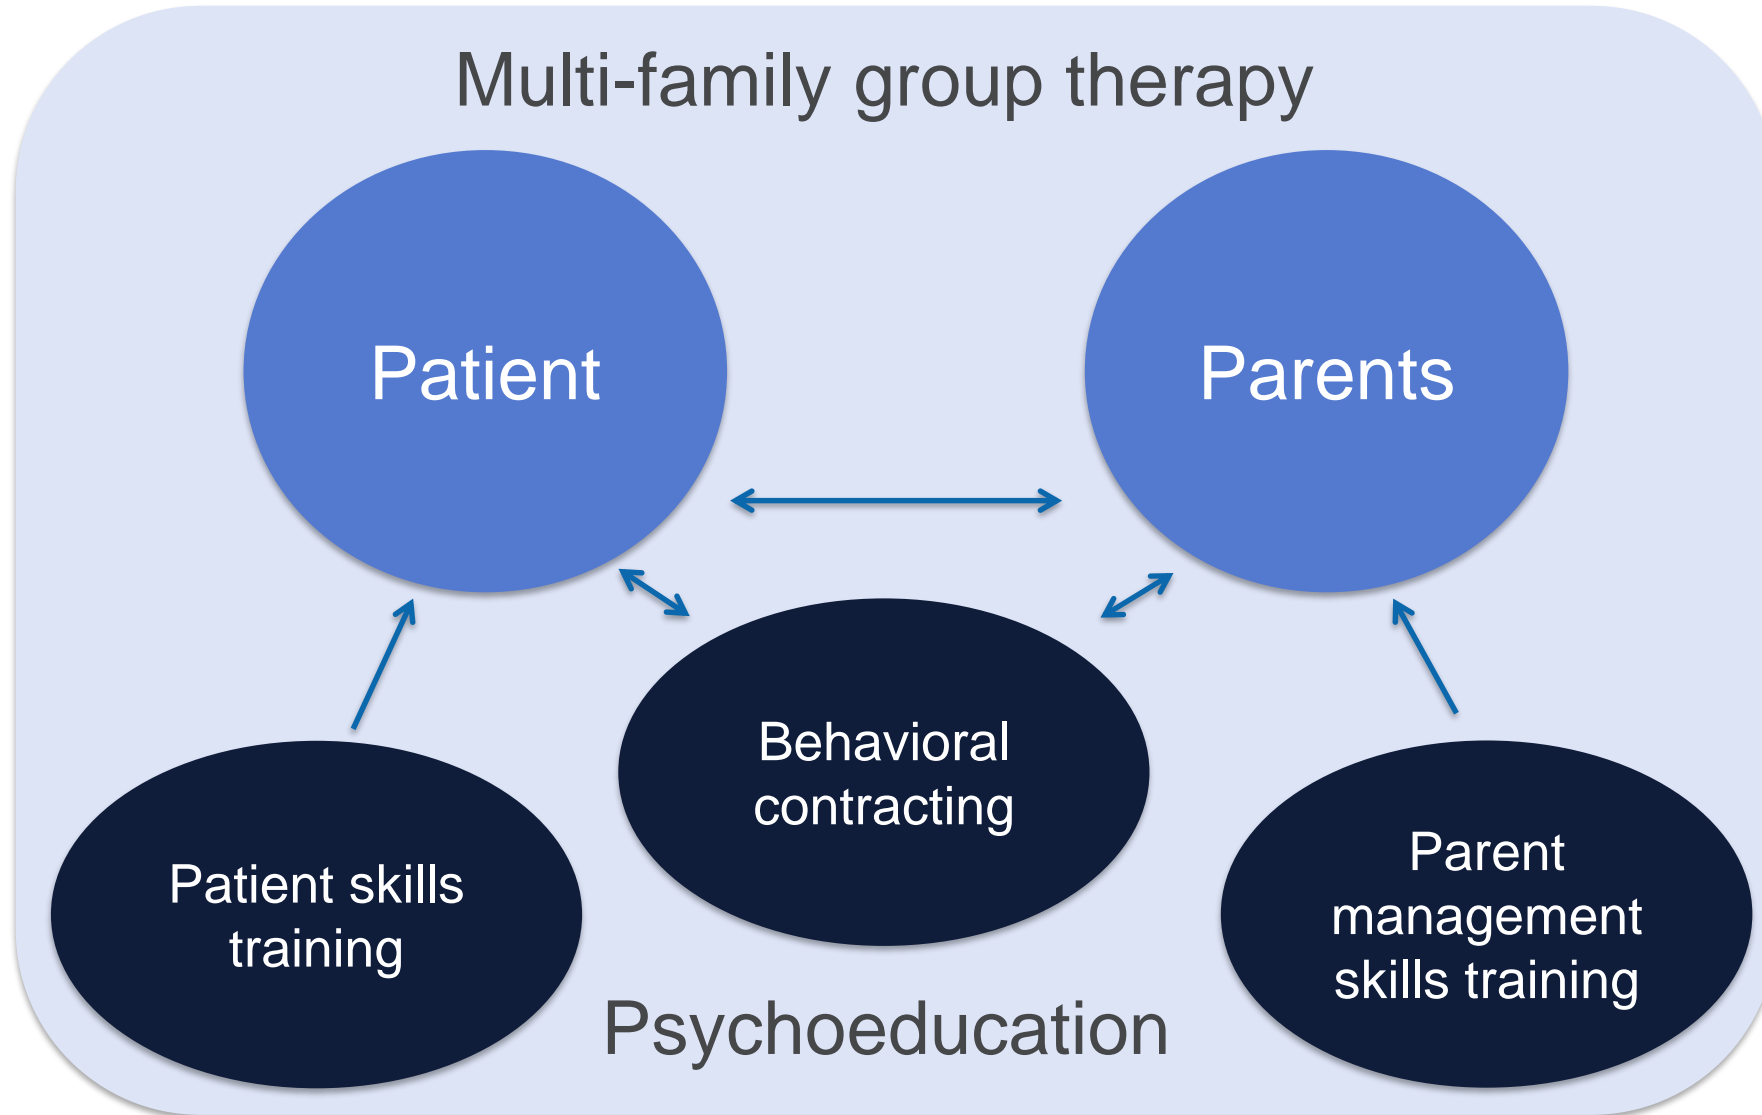 Multi-family group therapy
Patient
Parents
Behavioral
contracting
Patient skills
training
Parent
management
skills training
Psychoeducation